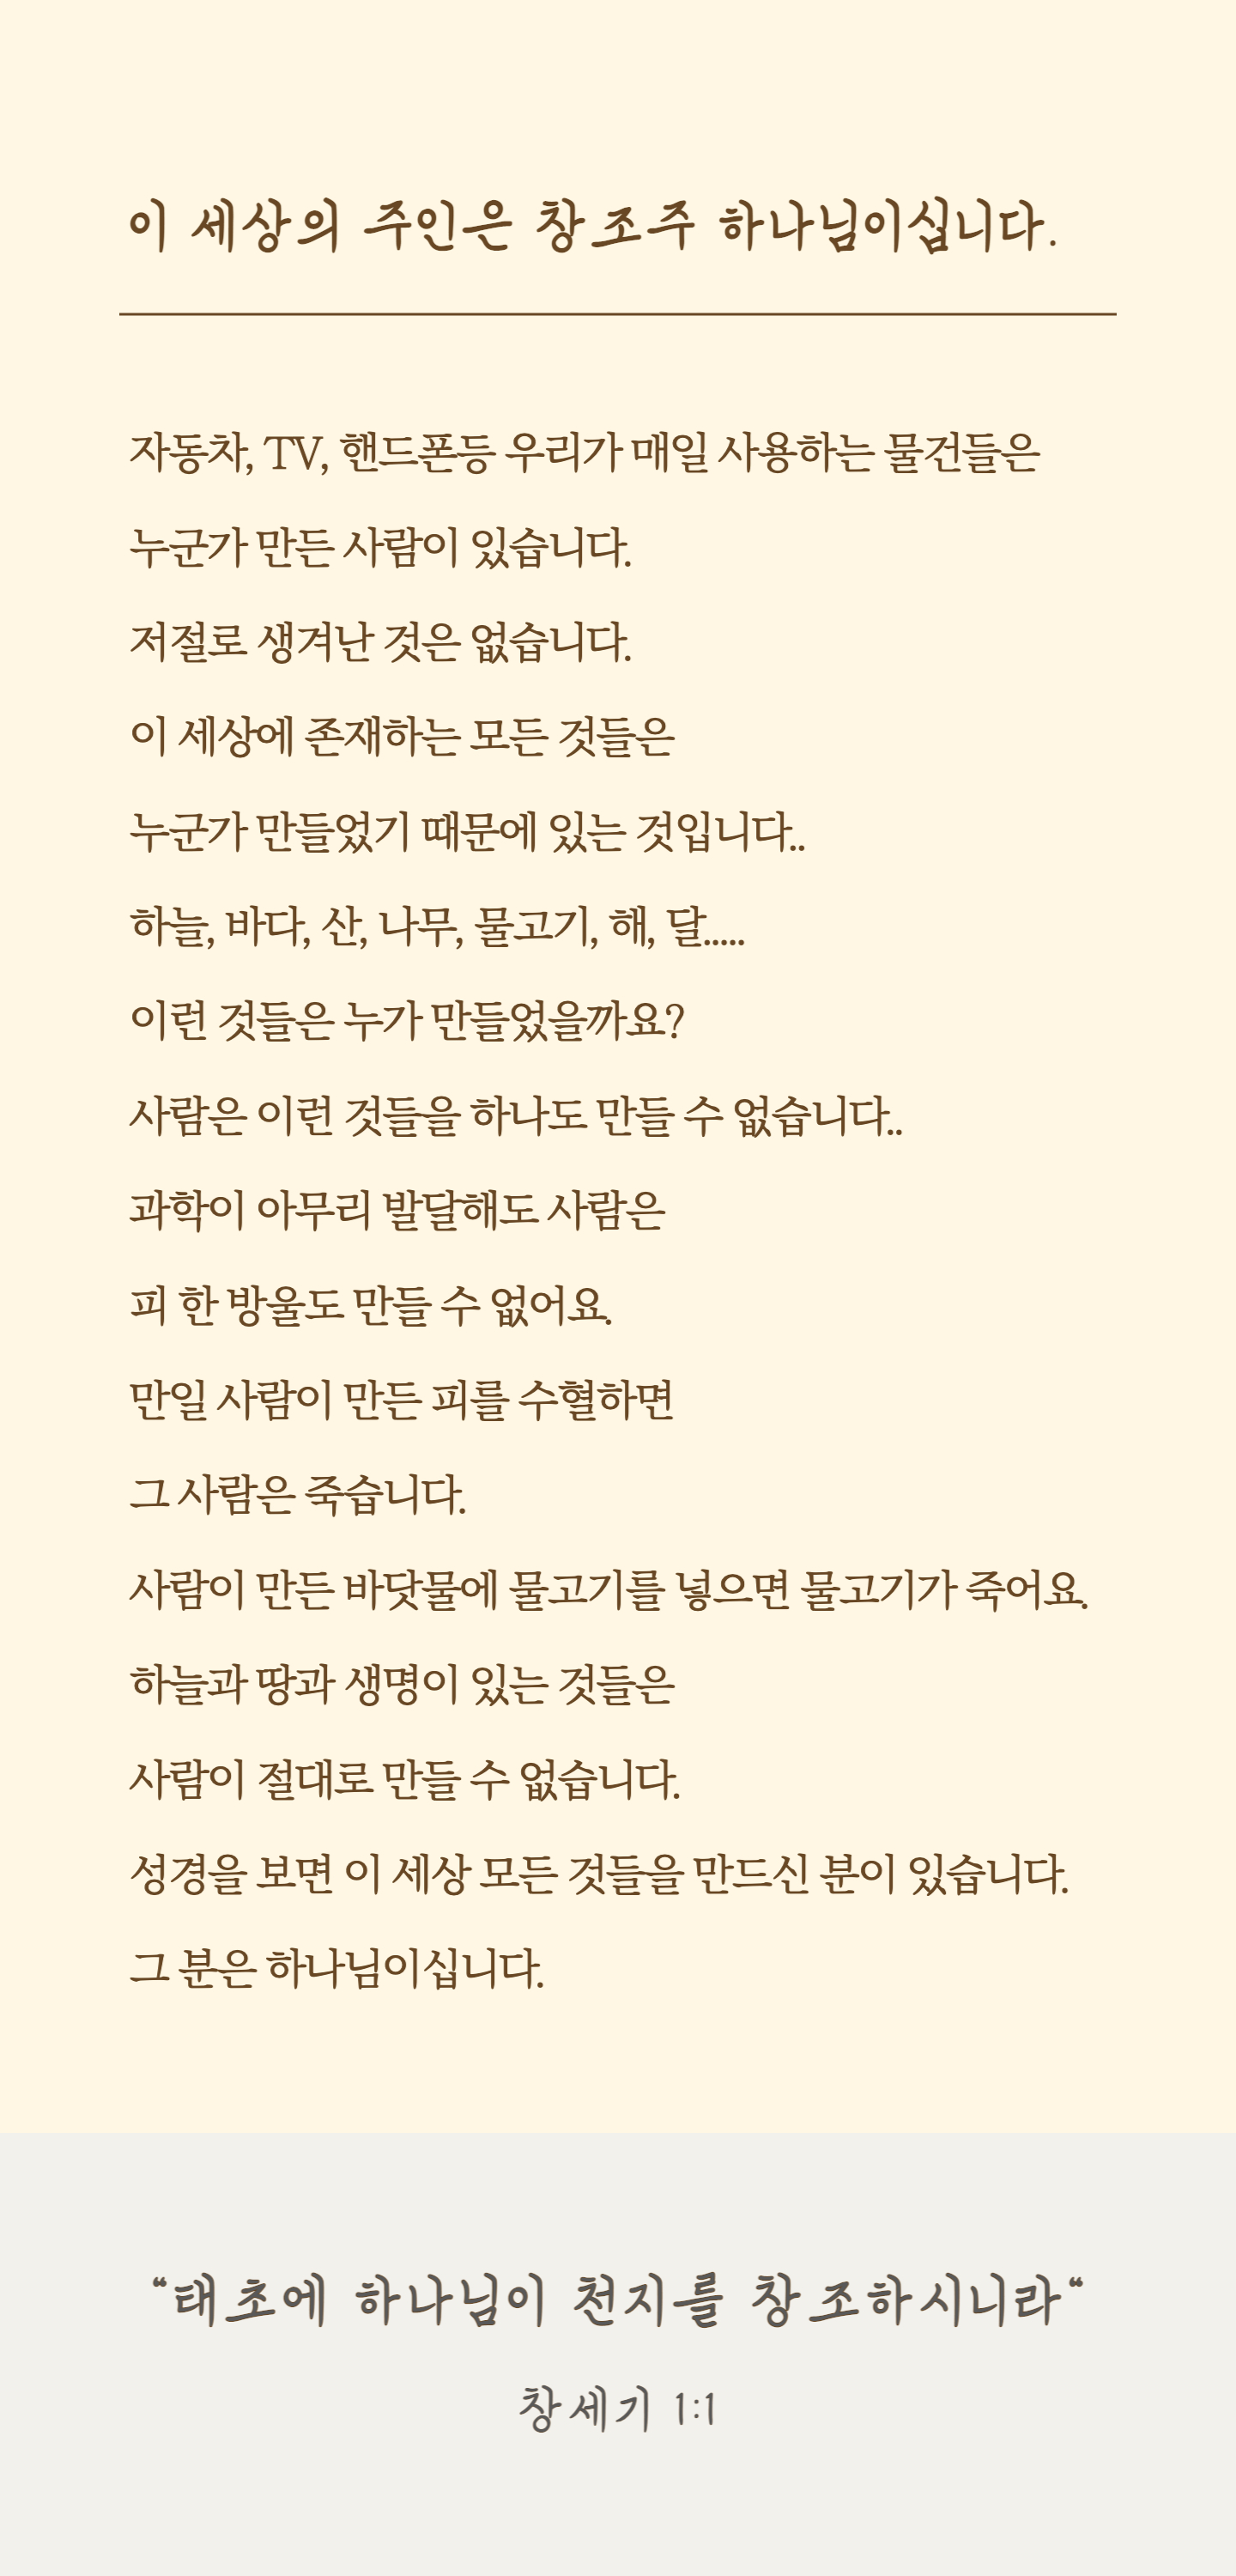 이 세상의 주인은 창조주 하나님이십니다.
자동차, TV, 핸드폰등 우리가 매일 사용하는 물건들은
누군가 만든 사람이 있습니다.
저절로 생겨난 것은 없습니다.
이 세상에 존재하는 모든 것들은
누군가 만들었기 때문에 있는 것입니다..
하늘, 바다, 산, 나무, 물고기, 해, 달.....
이런 것들은 누가 만들었을까요?
사람은 이런 것들을 하나도 만들 수 없습니다..
과학이 아무리 발달해도 사람은
피 한 방울도 만들 수 없어요.
만일 사람이 만든 피를 수혈하면
그 사람은 죽습니다.
사람이 만든 바닷물에 물고기를 넣으면 물고기가 죽어요.
하늘과 땅과 생명이 있는 것들은
사람이 절대로 만들 수 없습니다.
성경을 보면 이 세상 모든 것들을 만드신 분이 있습니다.
그 분은 하나님이십니다.
“태초에 하나님이 천지를 창조하시니라“
창세기 1:1